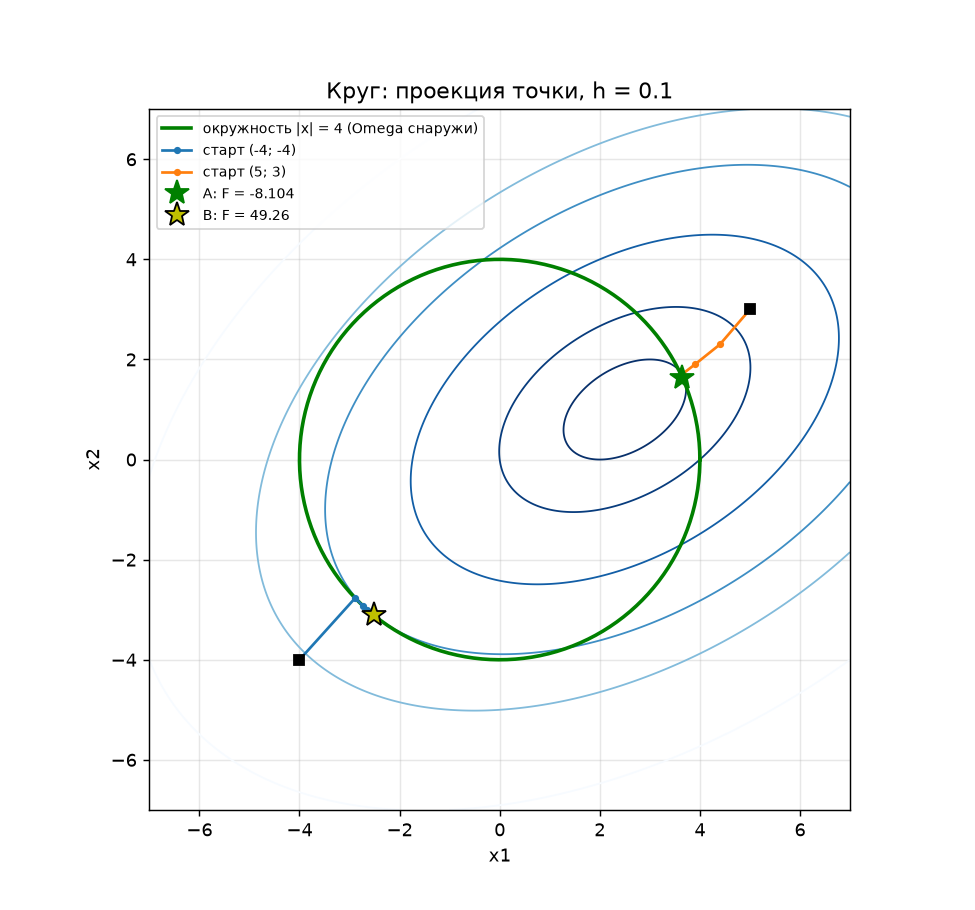 Круг: проекция точки, h = 0.1
окружность |x| = 4 (Omega снаружи)
старт (-4; -4)
старт (5; 3)
A: F = -8.104
B: F = 49.26
6
4
2
0
−2
−4
−6
x2
−6 −4 −2 0 2 4 6
x1